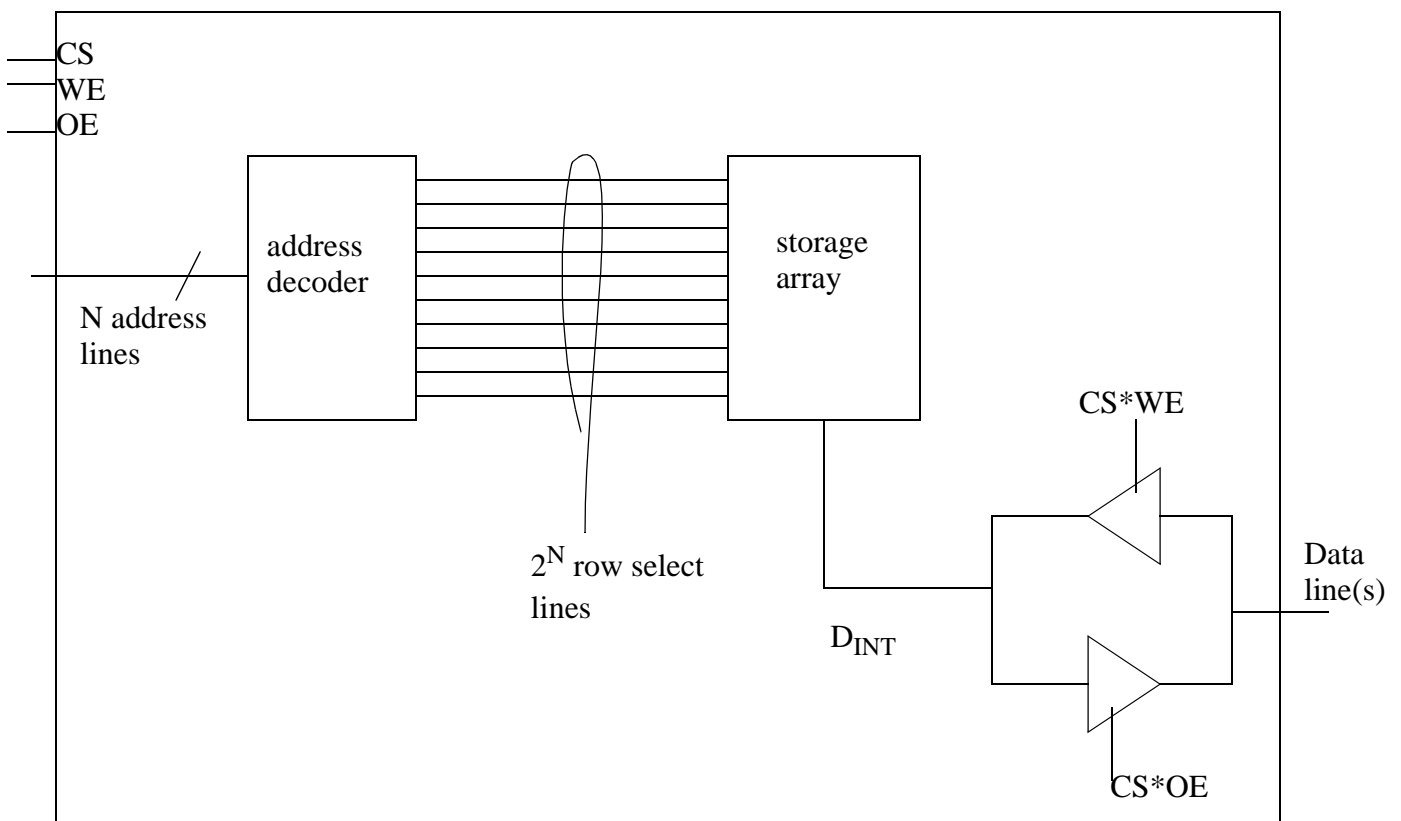 CS
WE
OE
address
decoder
storage
array
N address
lines
CS*WE
2^N row select
lines
Data
line(s)
D_INT
CS*OE